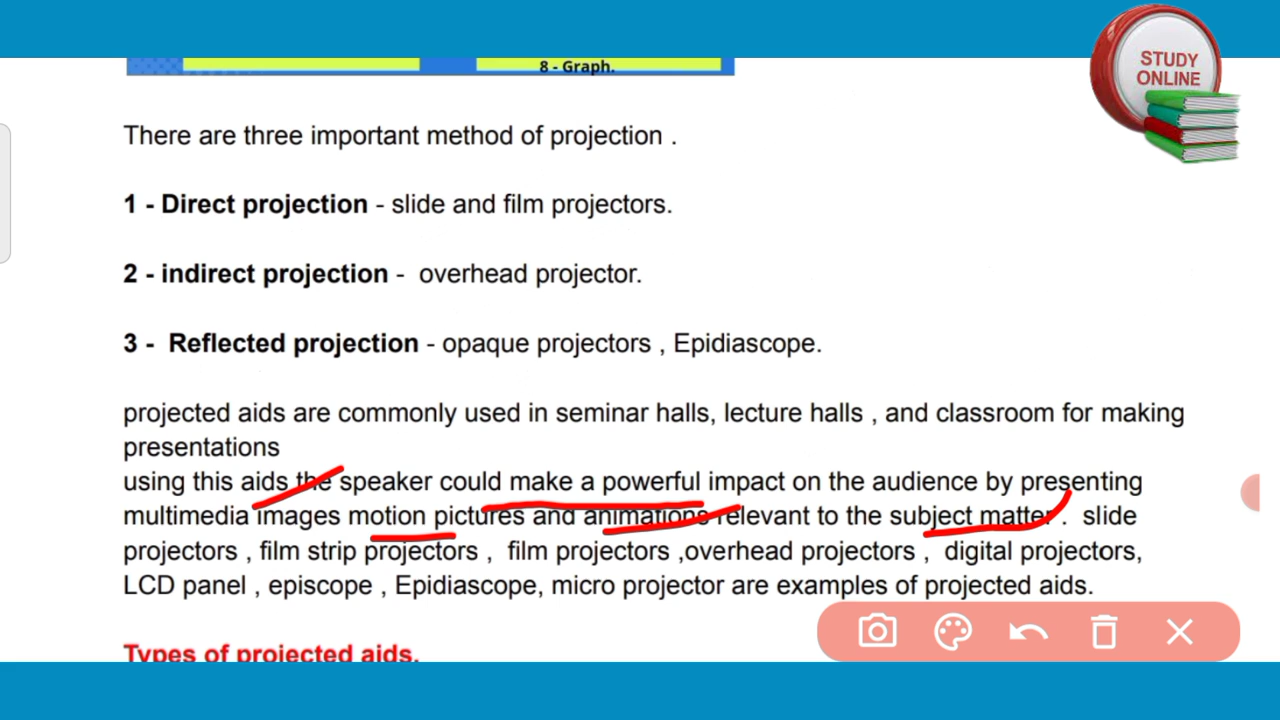 STUDY
ONLINE
8 - Graph.
There are three important method of projection .
1 - Direct projection - slide and film projectors.
2 - indirect projection - overhead projector.
3 - Reflected projection - opaque projectors , Epidiascope.
projected aids are commonly used in seminar halls, lecture halls , and classroom for making
presentations
using this aids the speaker could make a powerful impact on the audience by presenting
multimedia images motion pictures and animations relevant to the subject matter . slide
projectors , film strip projectors , film projectors ,overhead projectors , digital projectors,
LCD panel , episcope , Epidiascope, micro projector are examples of projected aids.
Types of projected aids.